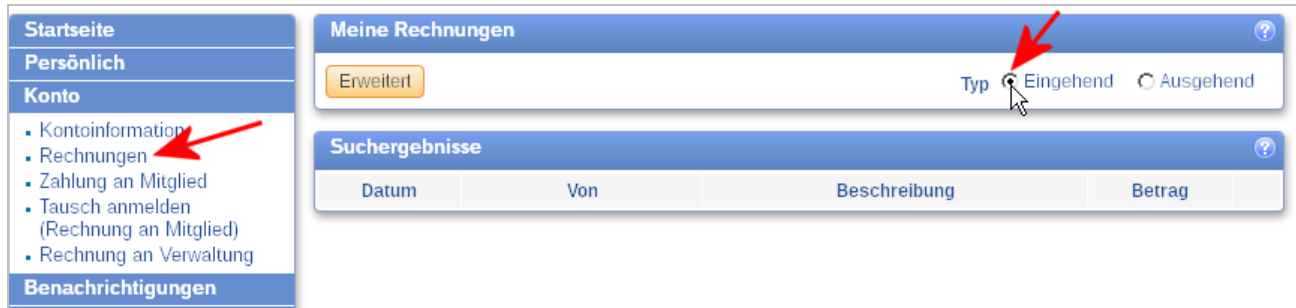 Startseite
Persönlich
Konto
Kontoinformation
Rechnungen
Zahlung an Mitglied
Tausch anmelden
(Rechnung an Mitglied)
Rechnung an Verwaltung
Benachrichtigungen
Meine Rechnungen ?
Erweitert Typ Eingehend Ausgehend
Suchergebnisse ?
Datum Von Beschreibung Betrag